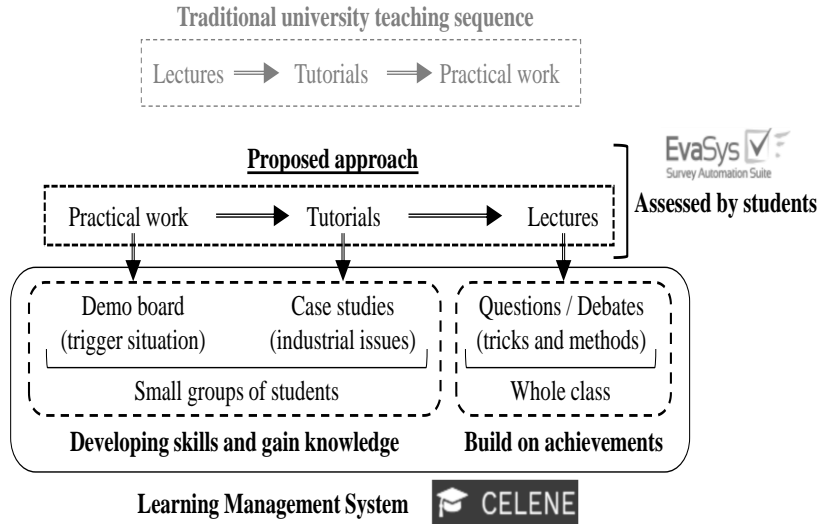 Traditional university teaching sequence
Lectures Tutorials Practical work
EvaSys
Survey Automation Suite
Proposed approach
Assessed by students
Practical work Tutorials Lectures
Demo board Case studies Questions / Debates
(trigger situation) (industrial issues) (tricks and methods)
Small groups of students Whole class
Developing skills and gain knowledge Build on achievements
Learning Management System CELENE